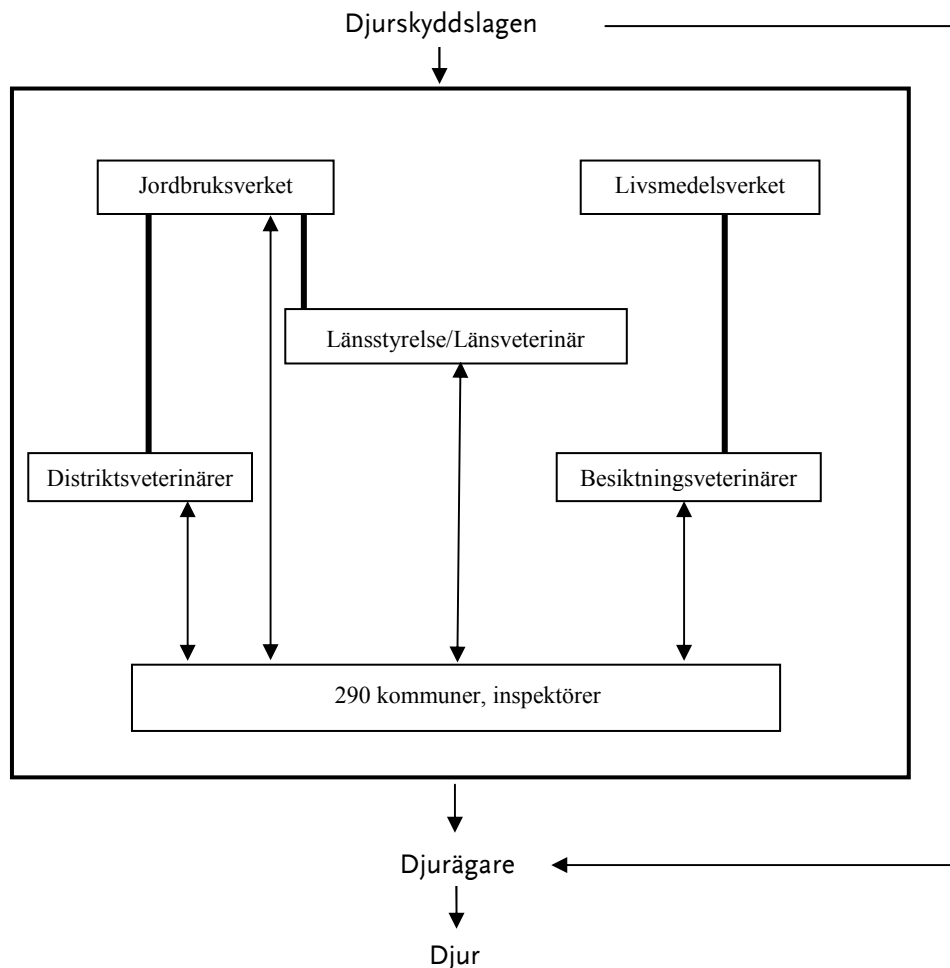 Djurskyddslagen
Jordbruksverket
Livsmedelsverket
Länsstyrelse/Länsveterinär
Distriktsveterinärer
Besiktningsveterinärer
290 kommuner, inspektörer
Djurägare
Djur